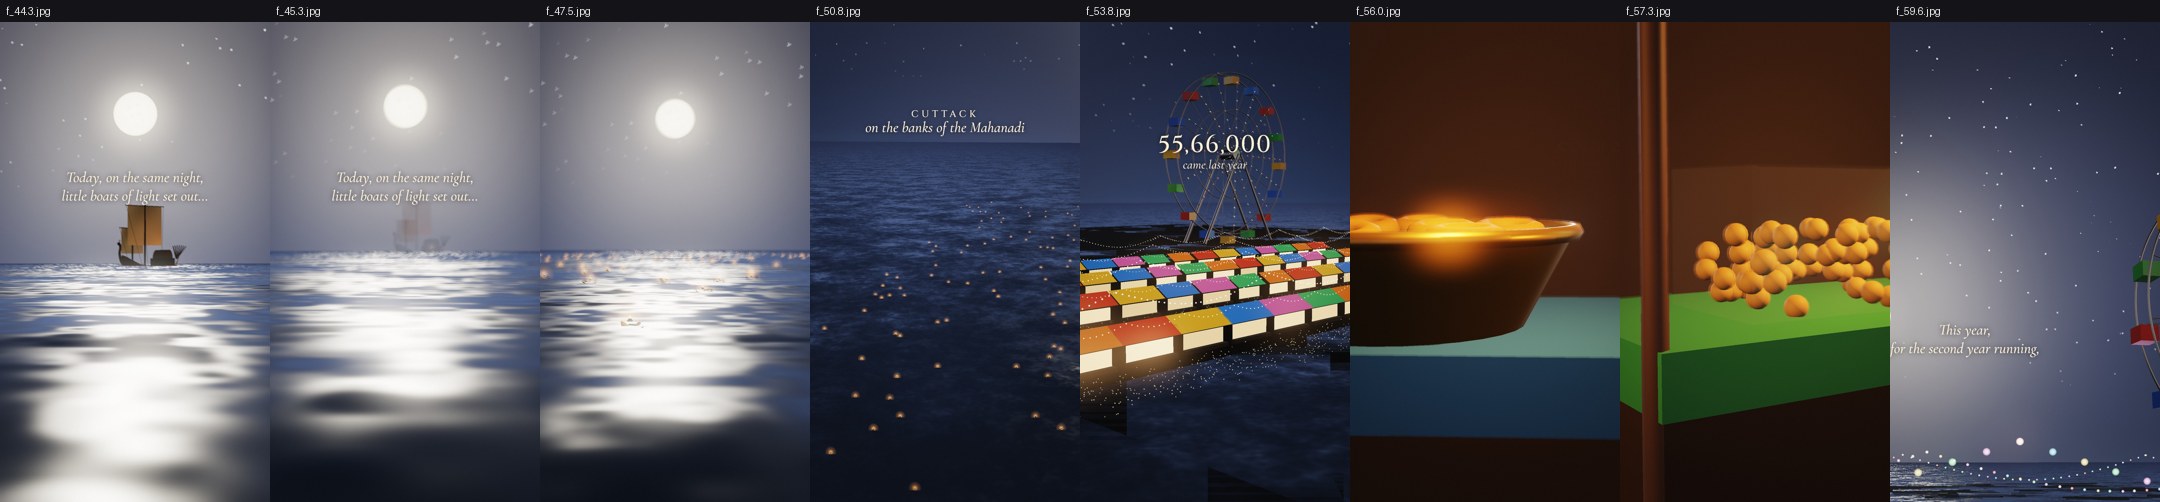 f_44.3.jpg
f_45.3.jpg
f_47.5.jpg
f_50.8.jpg
f_53.8.jpg
f_56.0.jpg
f_57.3.jpg
f_59.6.jpg
Today, on the same night,
little boats of light set out...
Today, on the same night,
little boats of light set out...
CUTTACK
on the banks of the Mahanadi
55,66,000
came last year
This year,
for the second year running,